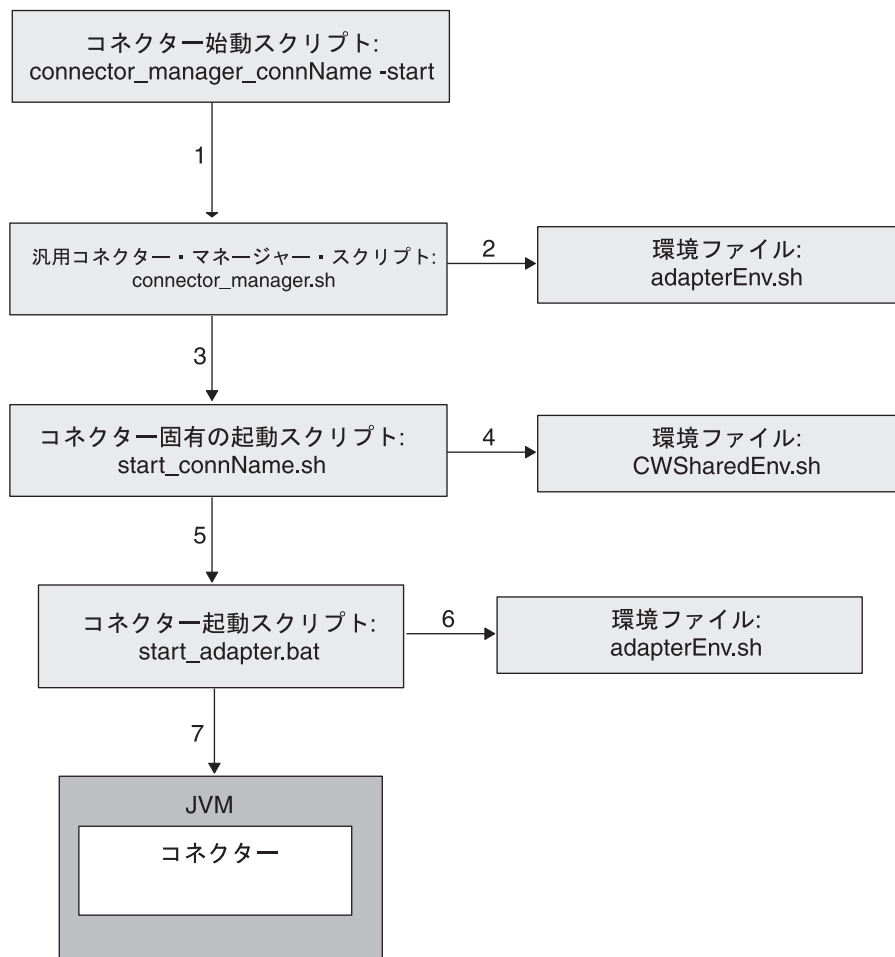 コネクター始動スクリプト:
connector_manager_connName -start
1
汎用コネクター・マネージャー・スクリプト:
connector_manager.sh
2
環境ファイル:
adapterEnv.sh
3
コネクター固有の起動スクリプト:
start_connName.sh
4
環境ファイル:
CWSharedEnv.sh
5
コネクター起動スクリプト:
start_adapter.bat
6
環境ファイル:
adapterEnv.sh
7
JVM
コネクター